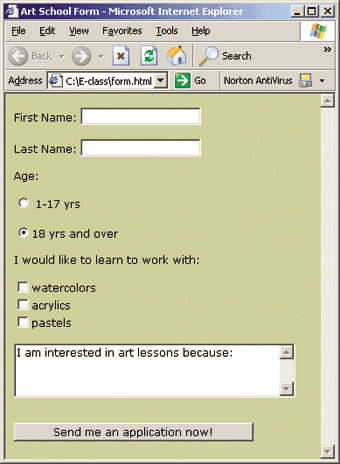 Art School Form - Microsoft Internet Explorer
File Edit View Favorites Tools Help
Back Search
Address C:\E-class\form.html Go Norton AntiVirus
First Name:
Last Name:
Age:
1-17 yrs
18 yrs and over
I would like to learn to work with:
watercolors
acrylics
pastels
I am interested in art lessons because:
Send me an application now!